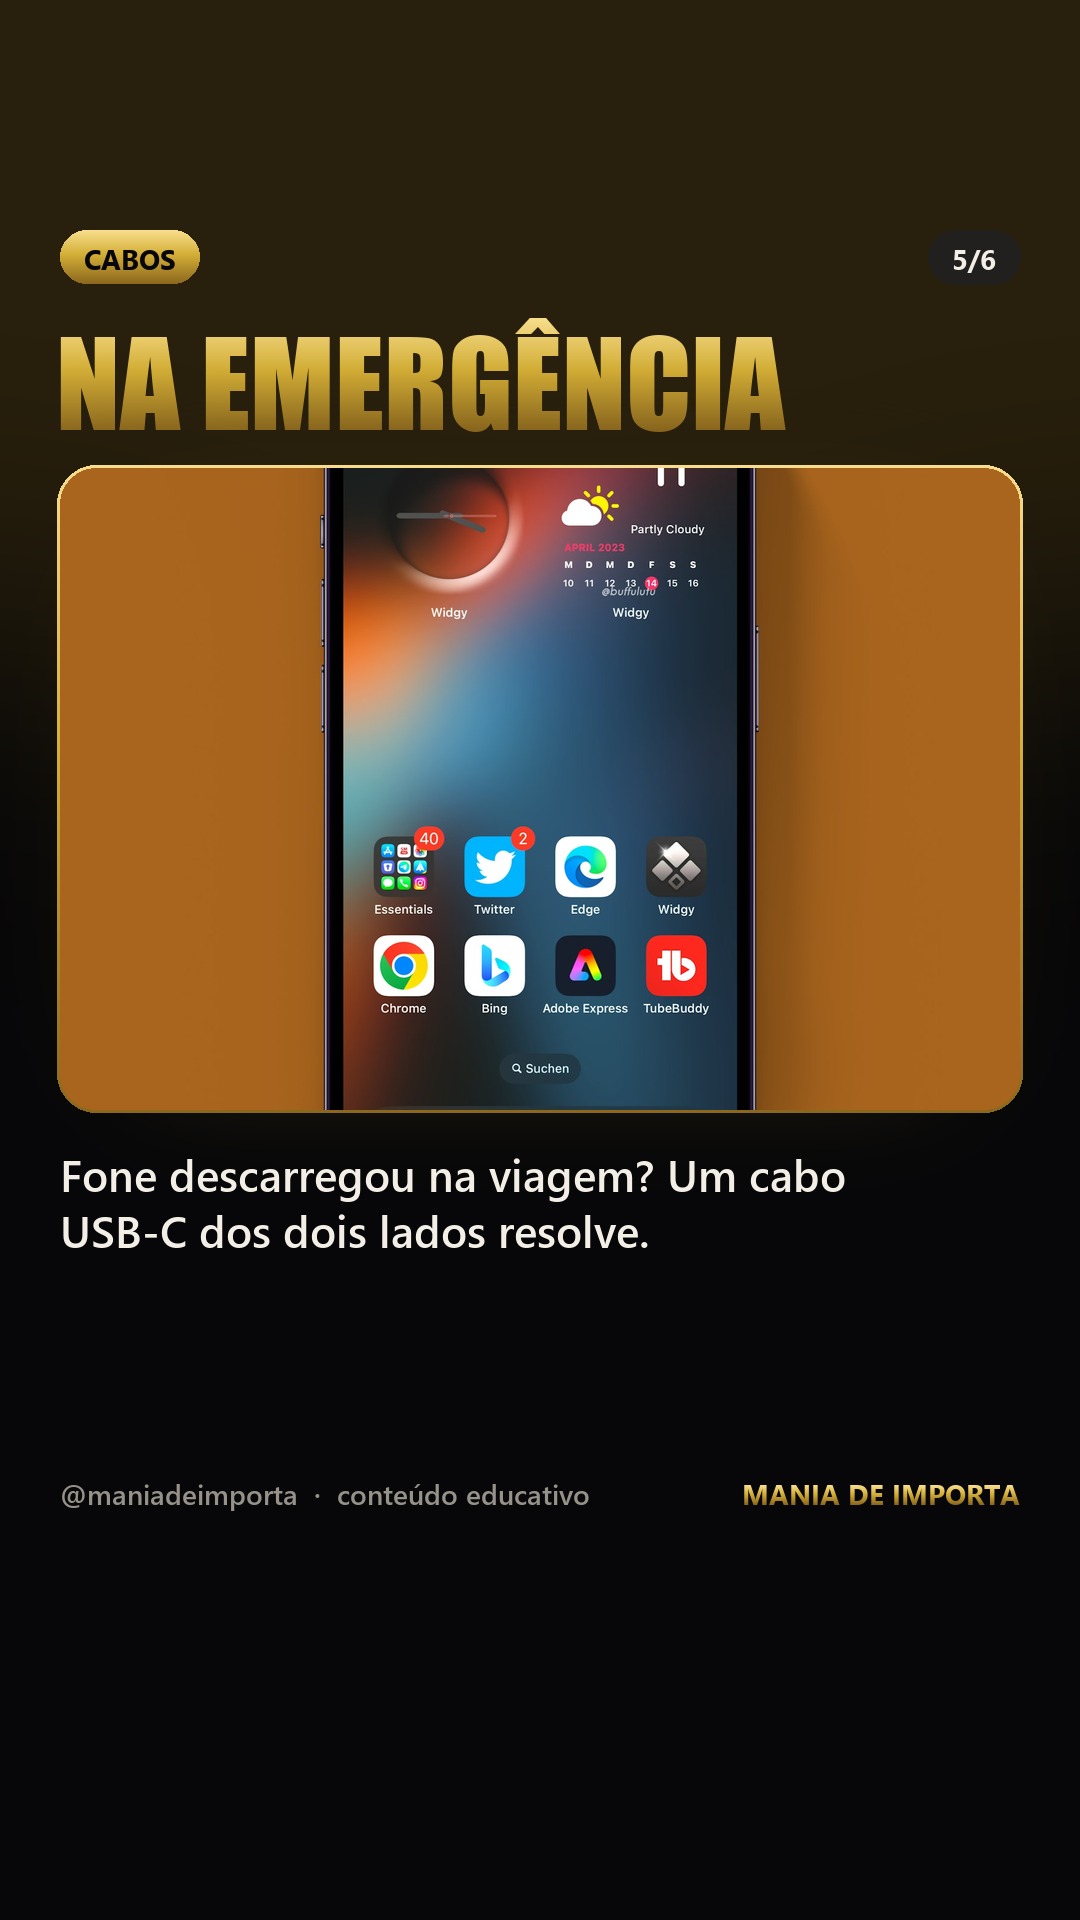 CABOS
5/6
NA EMERGÊNCIA
Partly Cloudy
APRIL 2023
M D M D F S S
10 11 12 13 14 15 16
@buffulufu
Widgy Widgy
40 2
Essentials Twitter Edge Widgy
Chrome Bing Adobe Express TubeBuddy
Suchen
Fone descarregou na viagem? Um cabo
USB-C dos dois lados resolve.
@maniadeimporta · conteúdo educativo MANIA DE IMPORTA